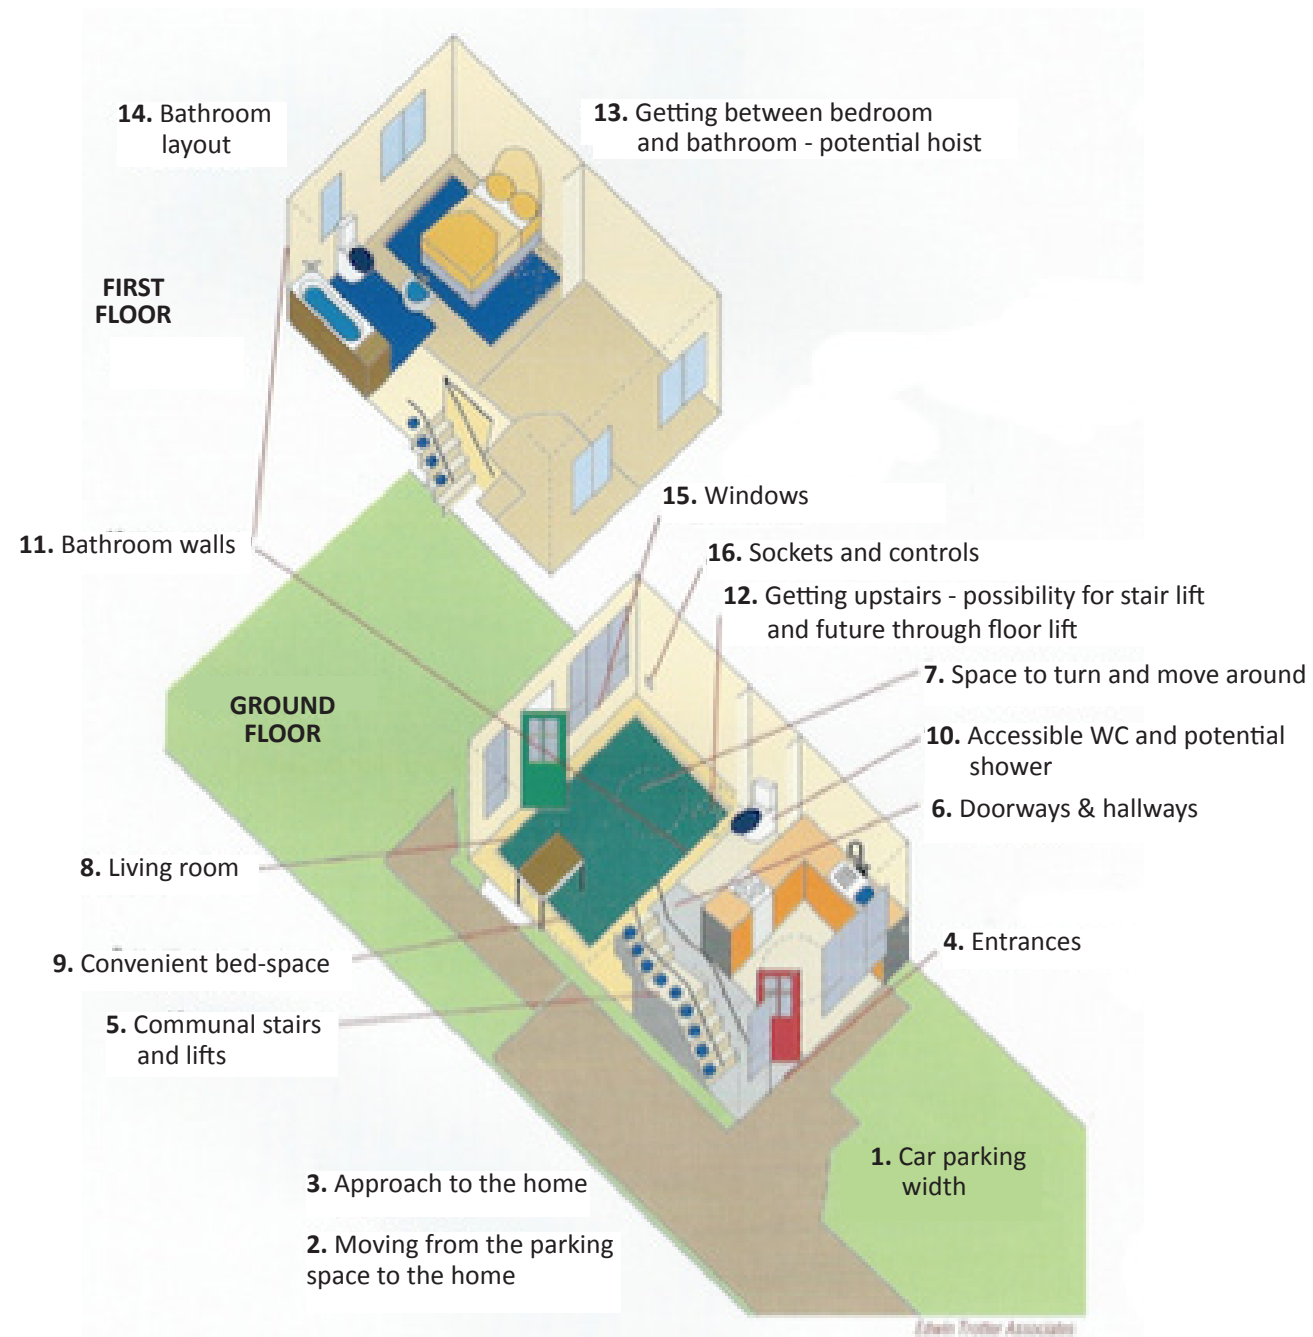 14. Bathroom
layout
13. Getting between bedroom
and bathroom - potential hoist
FIRST
FLOOR
15. Windows
11. Bathroom walls
16. Sockets and controls
12. Getting upstairs - possibility for stair lift
and future through floor lift
7. Space to turn and move around
GROUND
FLOOR
10. Accessible WC and potential
shower
6. Doorways & hallways
8. Living room
4. Entrances
9. Convenient bed-space
5. Communal stairs
and lifts
1. Car parking
width
3. Approach to the home
2. Moving from the parking
space to the home
Edwin Trotter Associates